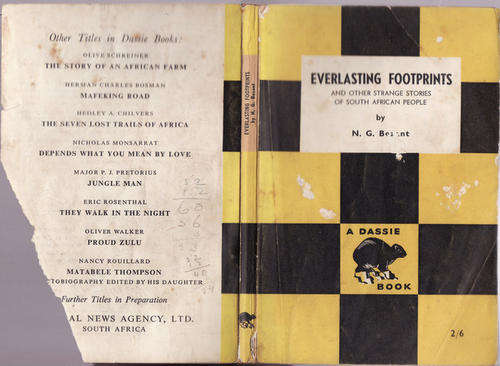 Other Titles in Dassie Books:
OLIVE SCHREINER
THE STORY OF AN AFRICAN FARM
HERMAN CHARLES BOSMAN
MAFEKING ROAD
HEDLEY A. CHILVERS
THE SEVEN LOST TRAILS OF AFRICA
NICHOLAS MONSARRAT
DEPENDS WHAT YOU MEAN BY LOVE
MAJOR P. J. PRETORIUS
JUNGLE MAN
ERIC ROSENTHAL
THEY WALK IN THE NIGHT
OLIVER WALKER
PROUD ZULU
NANCY ROUILLARD
MATABELE THOMPSON
TOBIOGRAPHY EDITED BY HIS DAUGHTER
Further Titles in Preparation
AL NEWS AGENCY, LTD.
SOUTH AFRICA
EVERLASTING FOOTPRINTS
by N. G. Besant
EVERLASTING FOOTPRINTS
AND OTHER STRANGE STORIES
OF SOUTH AFRICAN PEOPLE
by
N. G. Besant
A DASSIE
BOOK
2/6